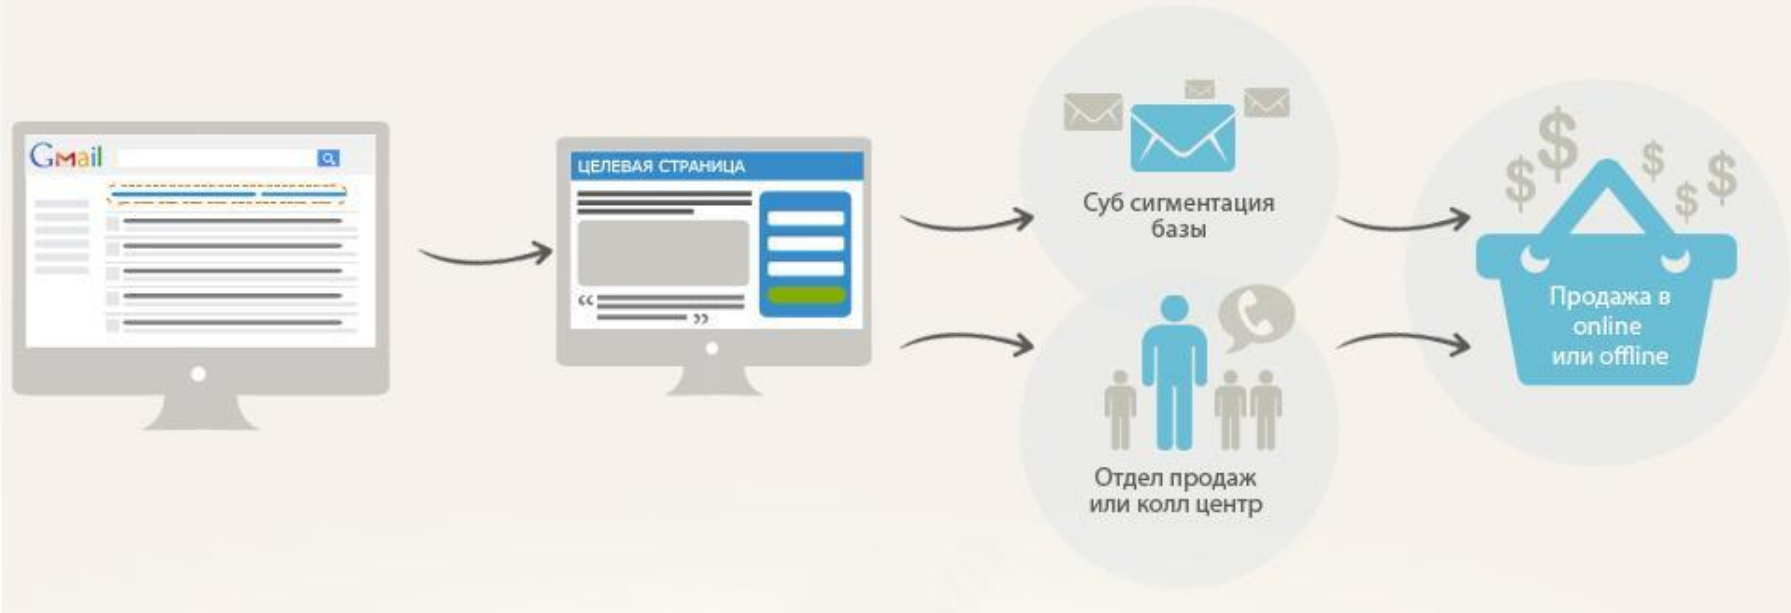 Gmail
ЦЕЛЕВАЯ СТРАНИЦА
Суб сигментация
базы
Отдел продаж
или колл центр
Продажа в
online
или offline